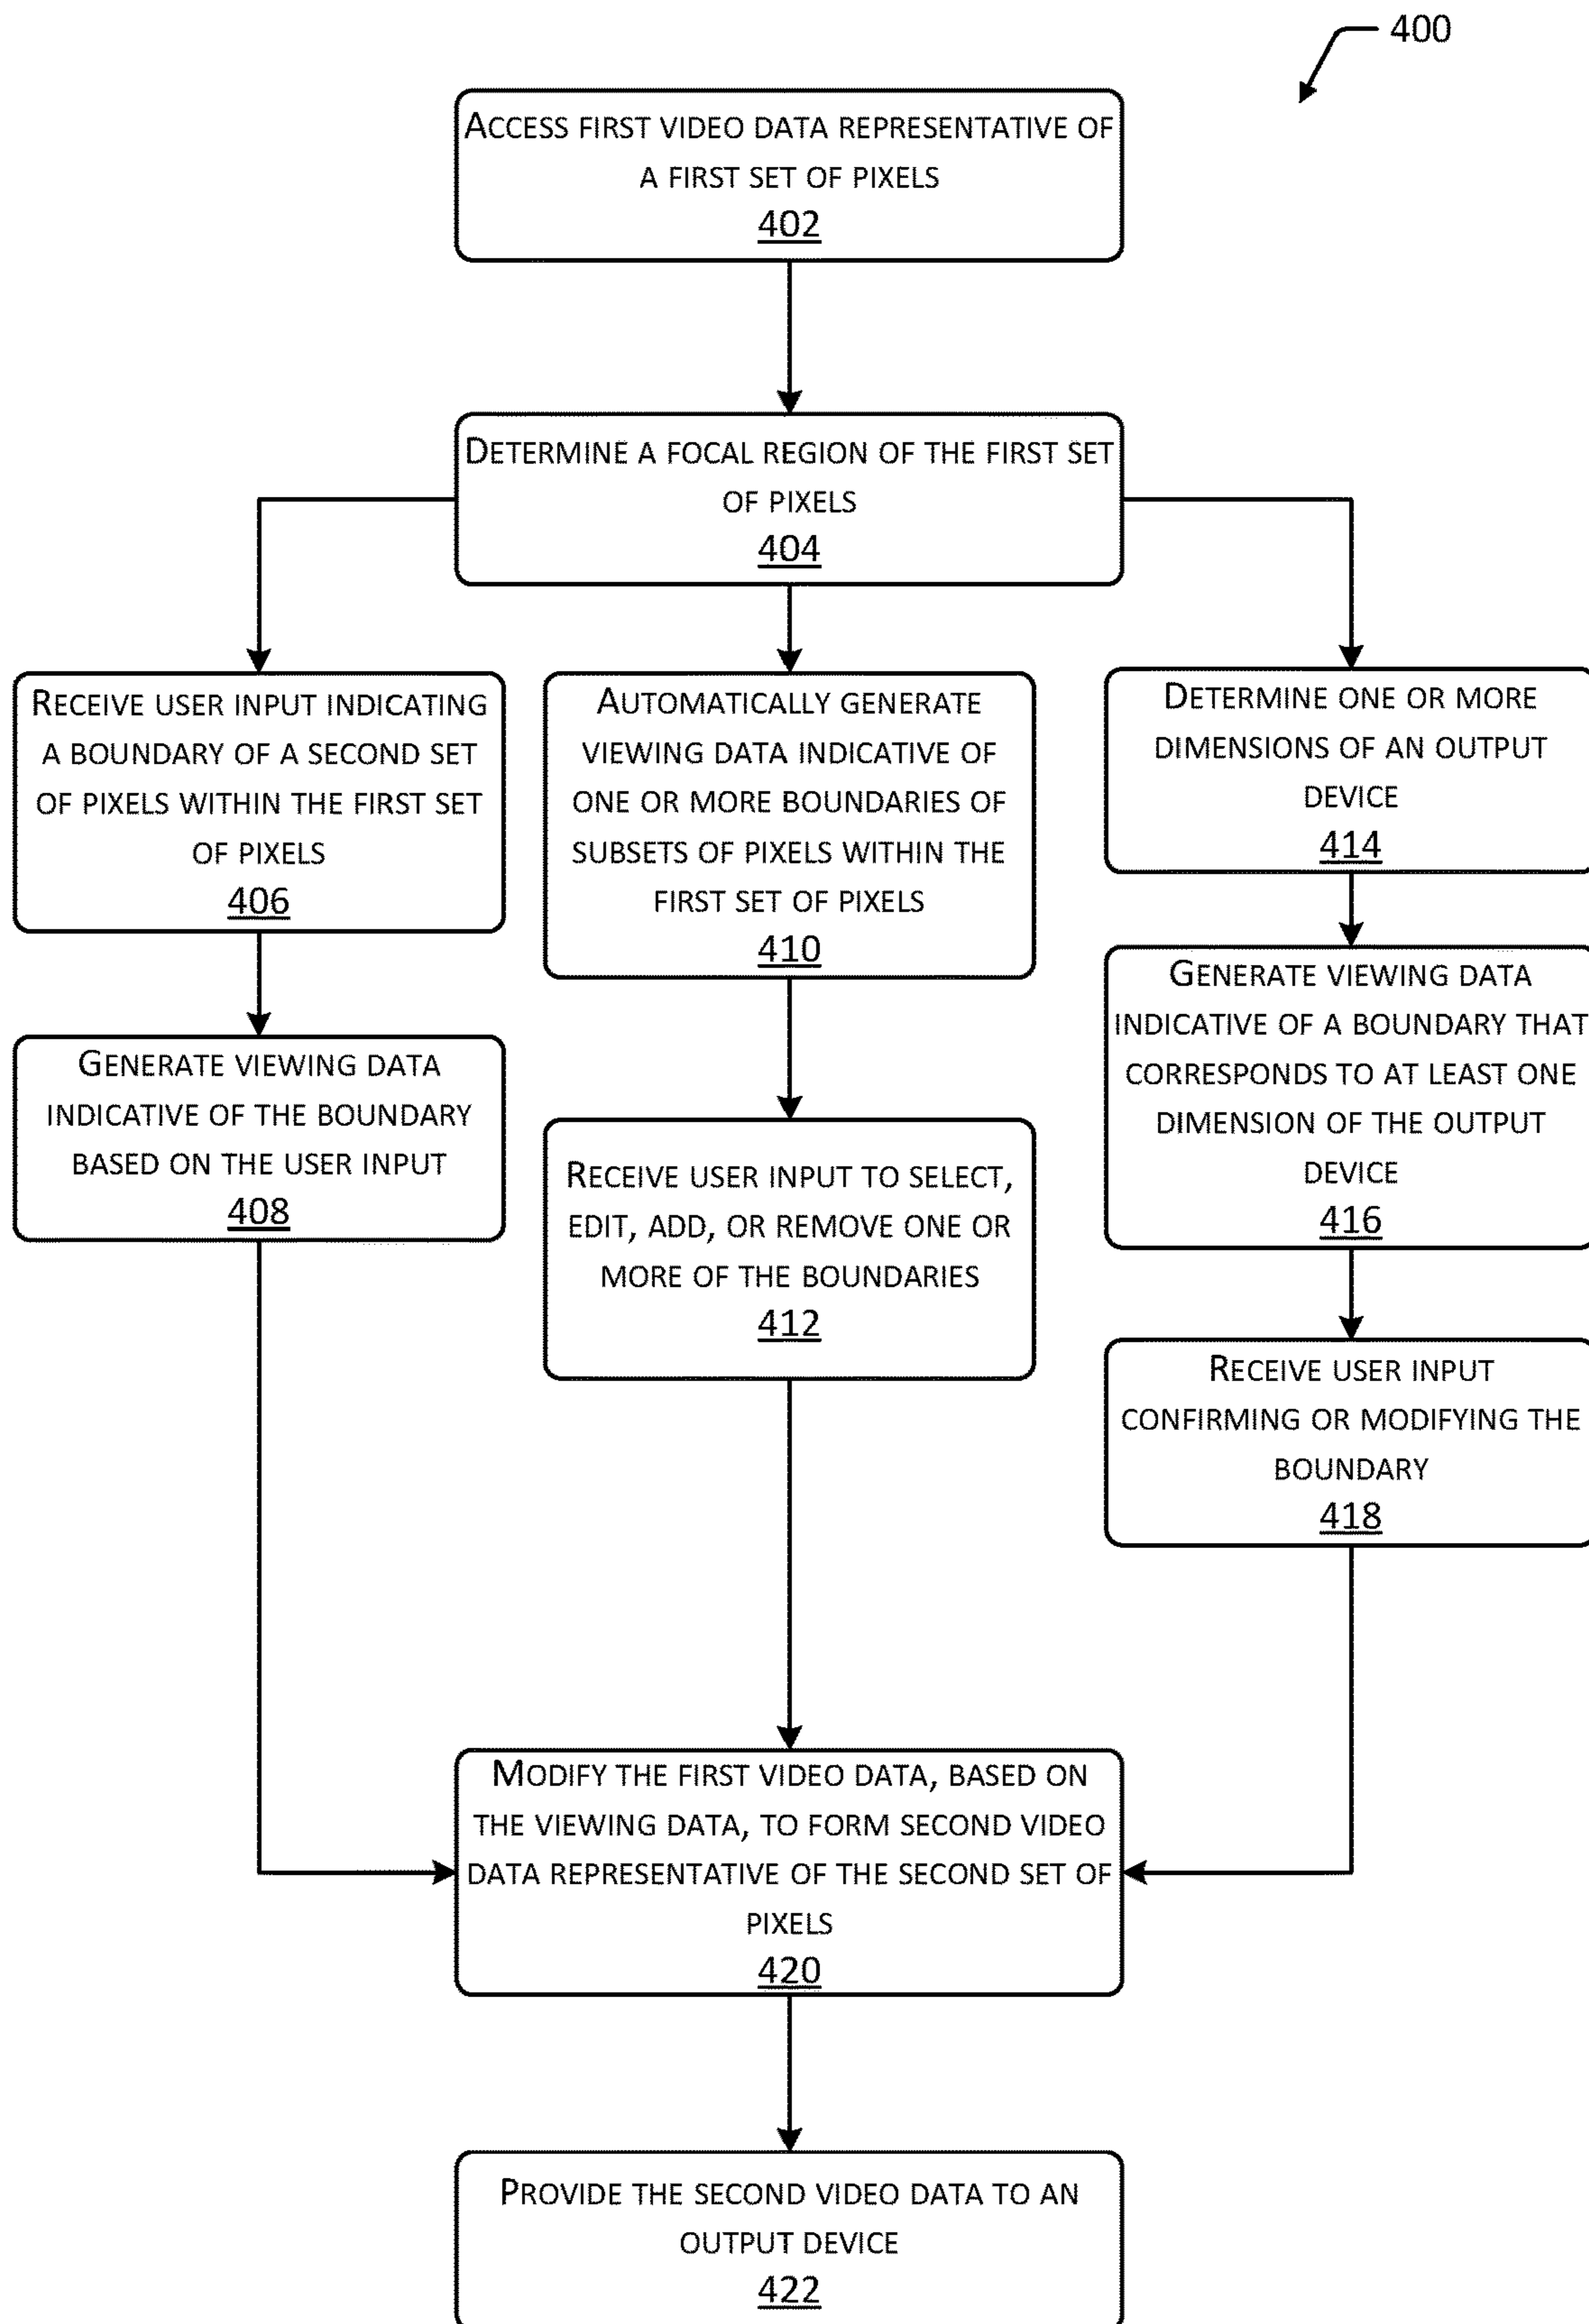 400
ACCESS FIRST VIDEO DATA REPRESENTATIVE OF
A FIRST SET OF PIXELS
402
DETERMINE A FOCAL REGION OF THE FIRST SET
OF PIXELS
404
RECEIVE USER INPUT INDICATING
A BOUNDARY OF A SECOND SET
OF PIXELS WITHIN THE FIRST SET
OF PIXELS
406
GENERATE VIEWING DATA
INDICATIVE OF THE BOUNDARY
BASED ON THE USER INPUT
408
AUTOMATICALLY GENERATE
VIEWING DATA INDICATIVE OF
ONE OR MORE BOUNDARIES OF
SUBSETS OF PIXELS WITHIN THE
FIRST SET OF PIXELS
410
RECEIVE USER INPUT TO SELECT,
EDIT, ADD, OR REMOVE ONE OR
MORE OF THE BOUNDARIES
412
DETERMINE ONE OR MORE
DIMENSIONS OF AN OUTPUT
DEVICE
414
GENERATE VIEWING DATA
INDICATIVE OF A BOUNDARY THAT
CORRESPONDS TO AT LEAST ONE
DIMENSION OF THE OUTPUT
DEVICE
416
RECEIVE USER INPUT
CONFIRMING OR MODIFYING THE
BOUNDARY
418
MODIFY THE FIRST VIDEO DATA, BASED ON
THE VIEWING DATA, TO FORM SECOND VIDEO
DATA REPRESENTATIVE OF THE SECOND SET OF
PIXELS
420
PROVIDE THE SECOND VIDEO DATA TO AN
OUTPUT DEVICE
422